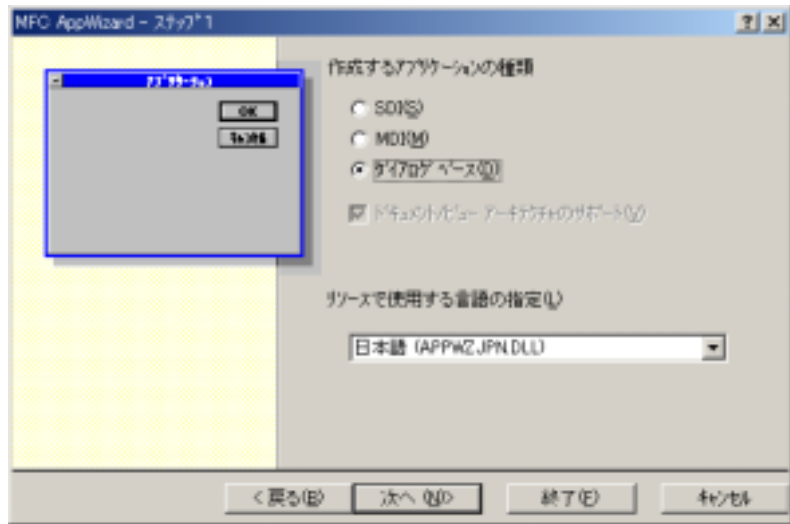 MFC AppWizard - ステップ 1
アプリケーション
OK
キャンセル
作成するアプリケーションの種類
SDI(S)
MDI(M)
ダイアログ ベース(D)
ドキュメント/ビュー アーキテクチャのサポート(V)
リソースで使用する言語の指定(L)
日本語 (APPWZJPN.DLL)
< 戻る(B)
次へ (N)>
終了(F)
キャンセル